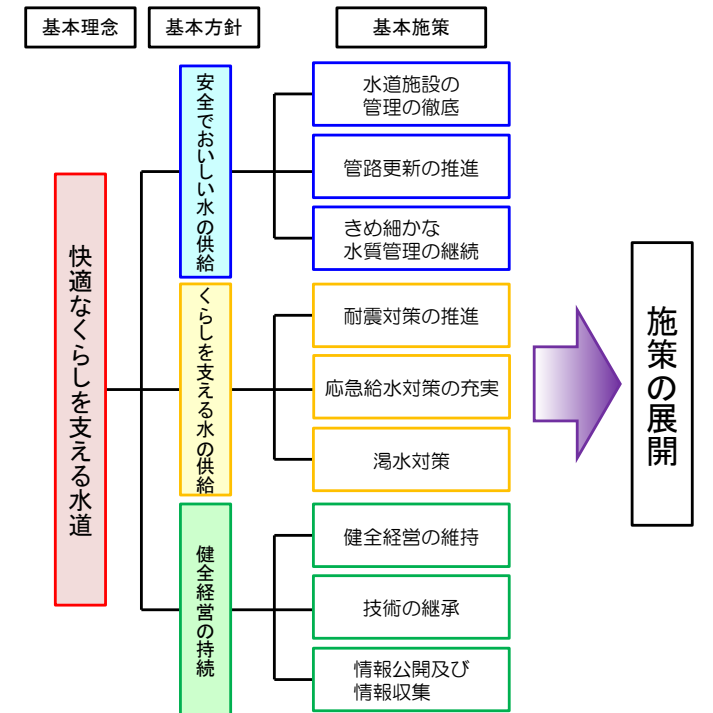 基本理念
基本方針
基本施策
快適なくらしを支える水道
安全でおいしい水の供給
水道施設の
管理の徹底
管路更新の推進
きめ細かな
水質管理の継続
くらしを支える水の供給
耐震対策の推進
応急給水対策の充実
渇水対策
健全経営の持続
健全経営の維持
技術の継承
情報公開及び
情報収集
施策の展開